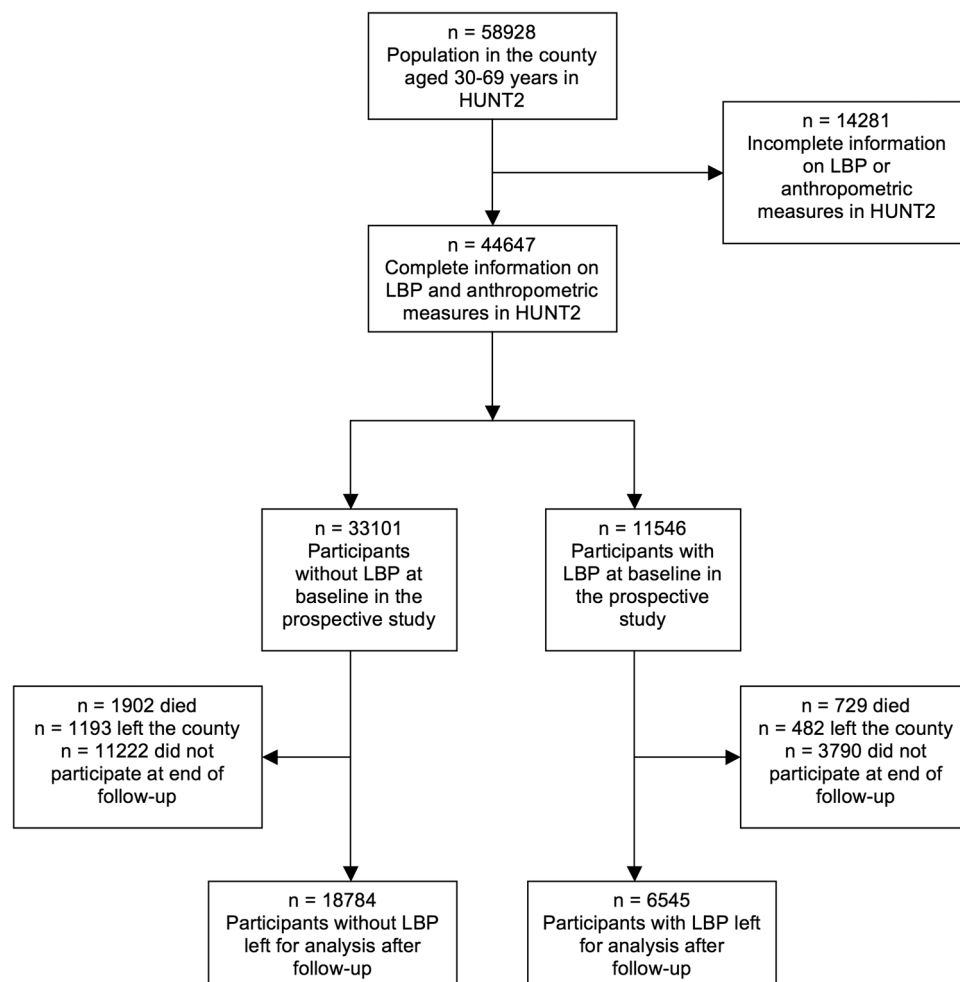 n = 58928
Population in the county
aged 30-69 years in
HUNT2
n = 14281
Incomplete information
on LBP or
anthropometric
measures in HUNT2
n = 44647
Complete information on
LBP and anthropometric
measures in HUNT2
n = 33101
Participants
without LBP at
baseline in the
prospective study
n = 11546
Participants with
LBP at baseline in
the prospective
study
n = 1902 died
n = 1193 left the county
n = 11222 did not
participate at end of
follow-up
n = 729 died
n = 482 left the county
n = 3790 did not
participate at end of
follow-up
n = 18784
Participants without LBP
left for analysis after
follow-up
n = 6545
Participants with LBP left
for analysis after
follow-up